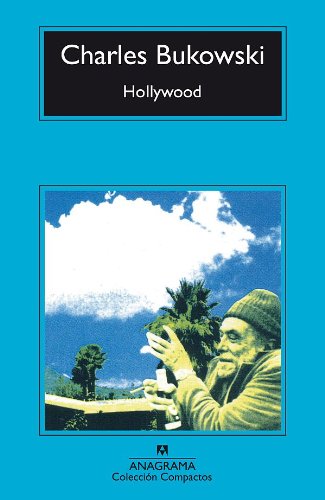 Charles Bukowski
Hollywood
ANAGRAMA
Colección Compactos